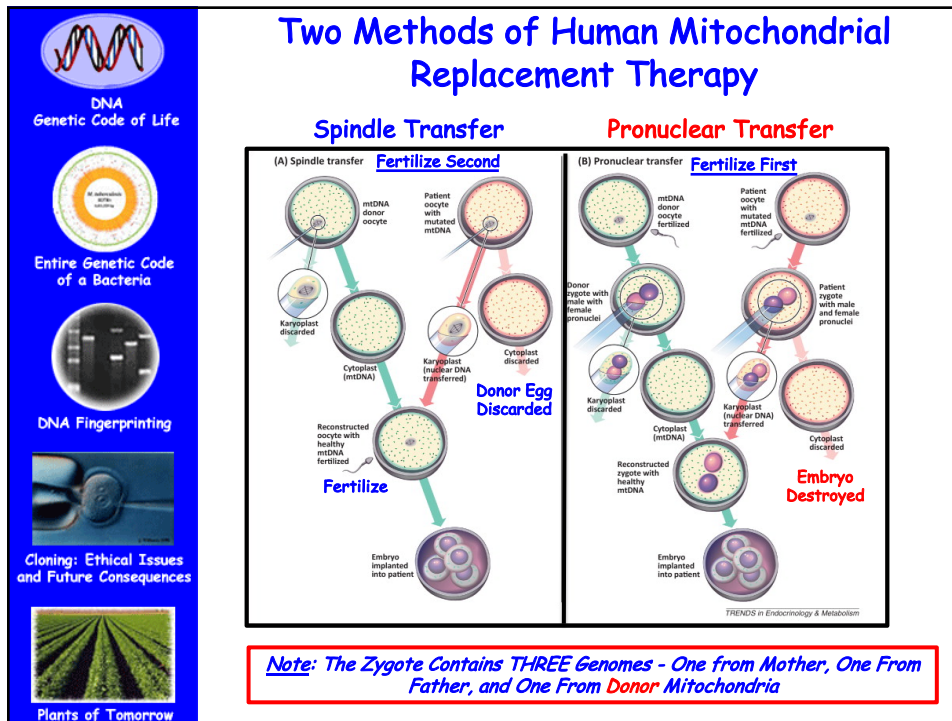 Two Methods of Human Mitochondrial
Replacement Therapy
DNA
Genetic Code of Life
Entire Genetic Code
of a Bacteria
DNA Fingerprinting
Cloning: Ethical Issues
and Future Consequences
Plants of Tomorrow
Spindle Transfer
(A) Spindle transfer
Fertilize Second
mtDNA
donor
oocyte
Patient
oocyte
with
mutated
mtDNA
Karyoplast
discarded
Cytoplast
(mtDNA)
Karyoplast
(nuclear DNA
transferred)
Cytoplast
discarded
Donor Egg
Discarded
Reconstructed
oocyte with
healthy
mtDNA
fertilized
Fertilize
Embryo
implanted
into patient
Pronuclear Transfer
(B) Pronuclear transfer
Fertilize First
mtDNA
donor
oocyte
fertilized
Patient
oocyte
with
mutated
mtDNA
fertilized
Donor
zygote with
male with
female
pronuclei
Patient
zygote
with male
and female
pronuclei
Karyoplast
discarded
Cytoplast
(mtDNA)
Karyoplast
(nuclear DNA)
transferred
Cytoplast
discarded
Embryo
Destroyed
Reconstructed
zygote with
healthy
mtDNA
Embryo
implanted
into patient
TRENDS in Endocrinology & Metabolism
Note: The Zygote Contains THREE Genomes - One from Mother, One From
Father, and One From Donor Mitochondria